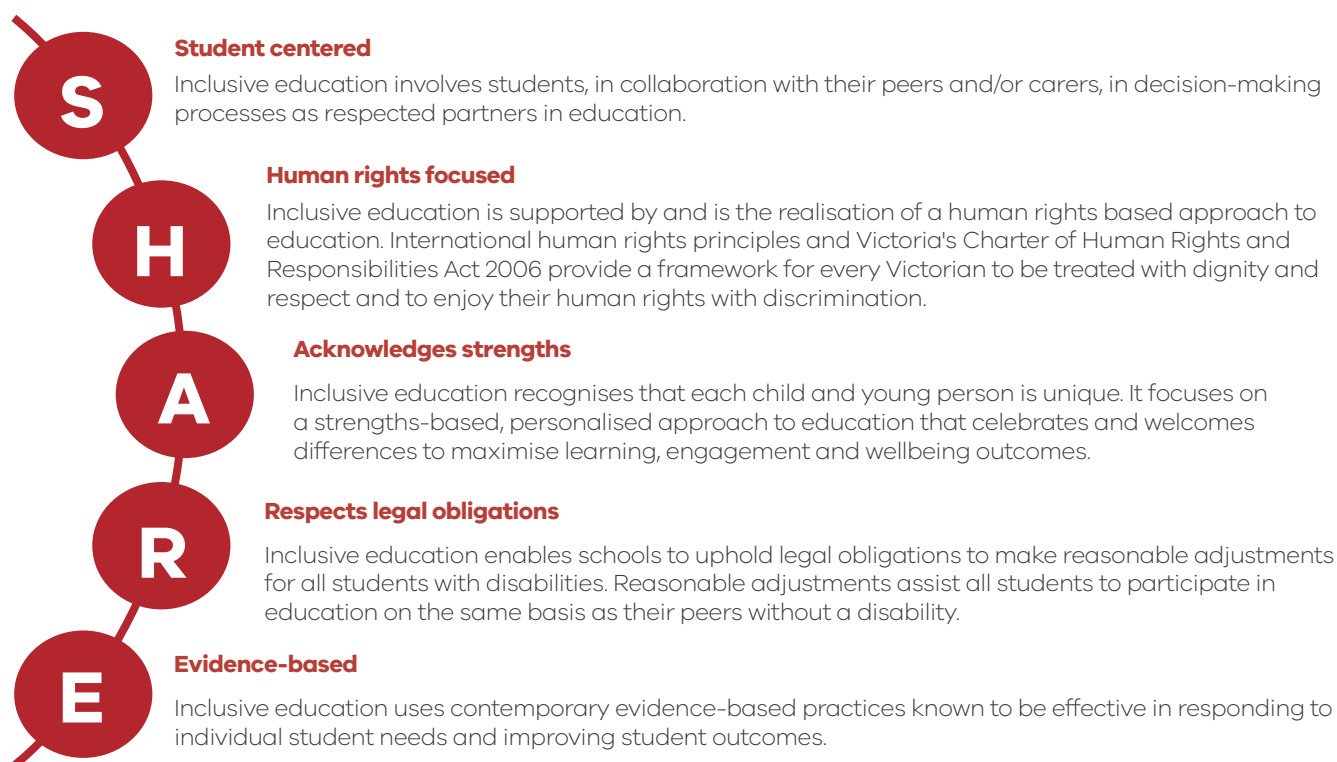 S
Student centered
Inclusive education involves students, in collaboration with their peers and/or carers, in decision-making
processes as respected partners in education.
H
Human rights focused
Inclusive education is supported by and is the realisation of a human rights based approach to
education. International human rights principles and Victoria's Charter of Human Rights and
Responsibilities Act 2006 provide a framework for every Victorian to be treated with dignity and
respect and to enjoy their human rights with discrimination.
A
Acknowledges strengths
Inclusive education recognises that each child and young person is unique. It focuses on
a strengths-based, personalised approach to education that celebrates and welcomes
differences to maximise learning, engagement and wellbeing outcomes.
R
Respects legal obligations
Inclusive education enables schools to uphold legal obligations to make reasonable adjustments
for all students with disabilities. Reasonable adjustments assist all students to participate in
education on the same basis as their peers without a disability.
E
Evidence-based
Inclusive education uses contemporary evidence-based practices known to be effective in responding to
individual student needs and improving student outcomes.